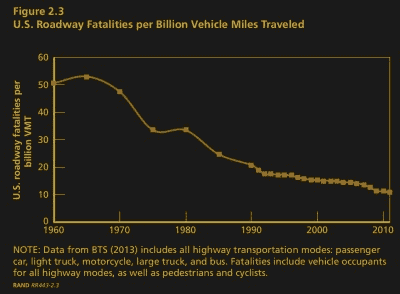 Figure 2.3
U.S. Roadway Fatalities per Billion Vehicle Miles Traveled
U.S. roadway fatalities per
billion VMT
60
50
40
30
20
10
0
1960
1970
1980
1990
2000
2010
NOTE: Data from BTS (2013) includes all highway transportation modes: passenger
car, light truck, motorcycle, large truck, and bus. Fatalities include vehicle occupants
for all highway modes, as well as pedestrians and cyclists.
RAND RR443-2.3